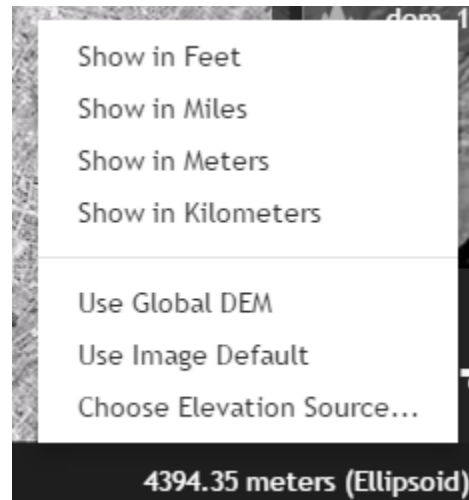 dom_1
Show in Feet
Show in Miles
Show in Meters
Show in Kilometers
Use Global DEM
Use Image Default
Choose Elevation Source...
4394.35 meters (Ellipsoid)